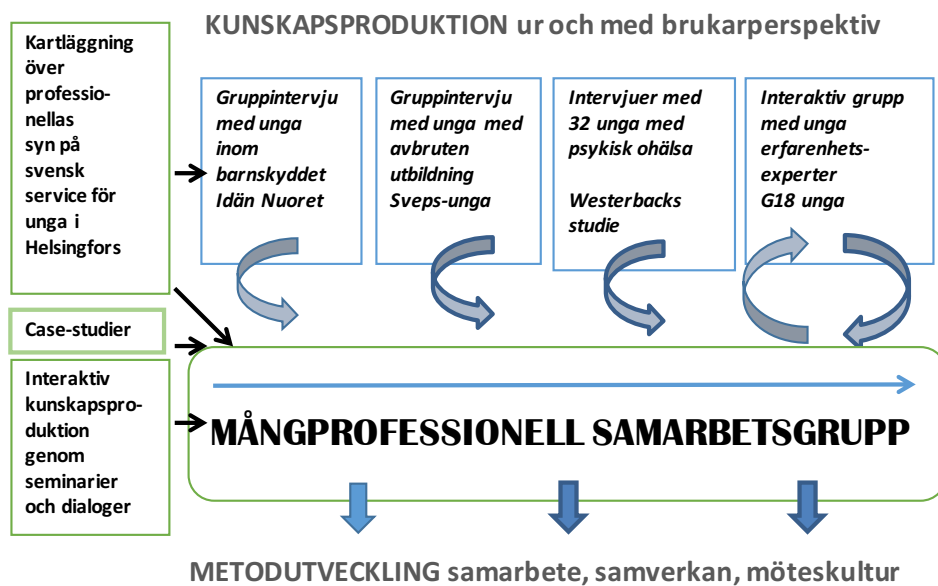 KUNSKAPSPRODUKTION ur och med brukarperspektiv
Kartläggning
över
professio-
nellas
syn på
svensk
service för
unga i
Helsingfors
Gruppintervju
med unga
inom
barnskyddet
Idän Nuoret
Gruppintervju
med unga med
avbruten
utbildning
Sveps-unga
Intervjuer med
32 unga med
psykisk ohälsa
Westerbacks
studie
Interaktiv grupp
med unga
erfarenhets-
experter
G18 unga
Case-studier
Interaktiv
kunskapspro-
duktion
genom
seminarier
och dialoger
MÅNGPROFESSIONELL SAMARBETSGRUPP
METODUTVECKLING samarbete, samverkan, möteskultur